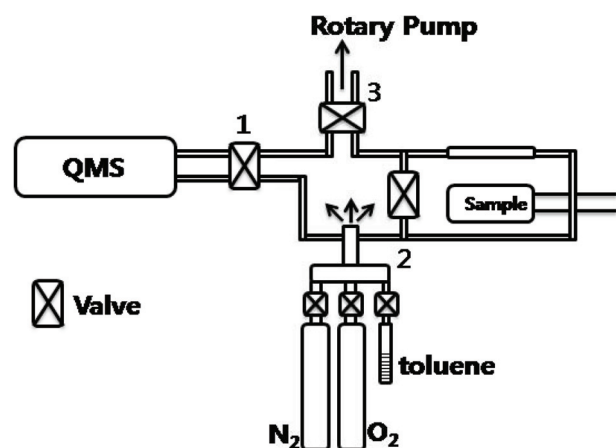 Rotary Pump
3
1
QMS
Sample
2
Valve
toluene
N₂
O₂